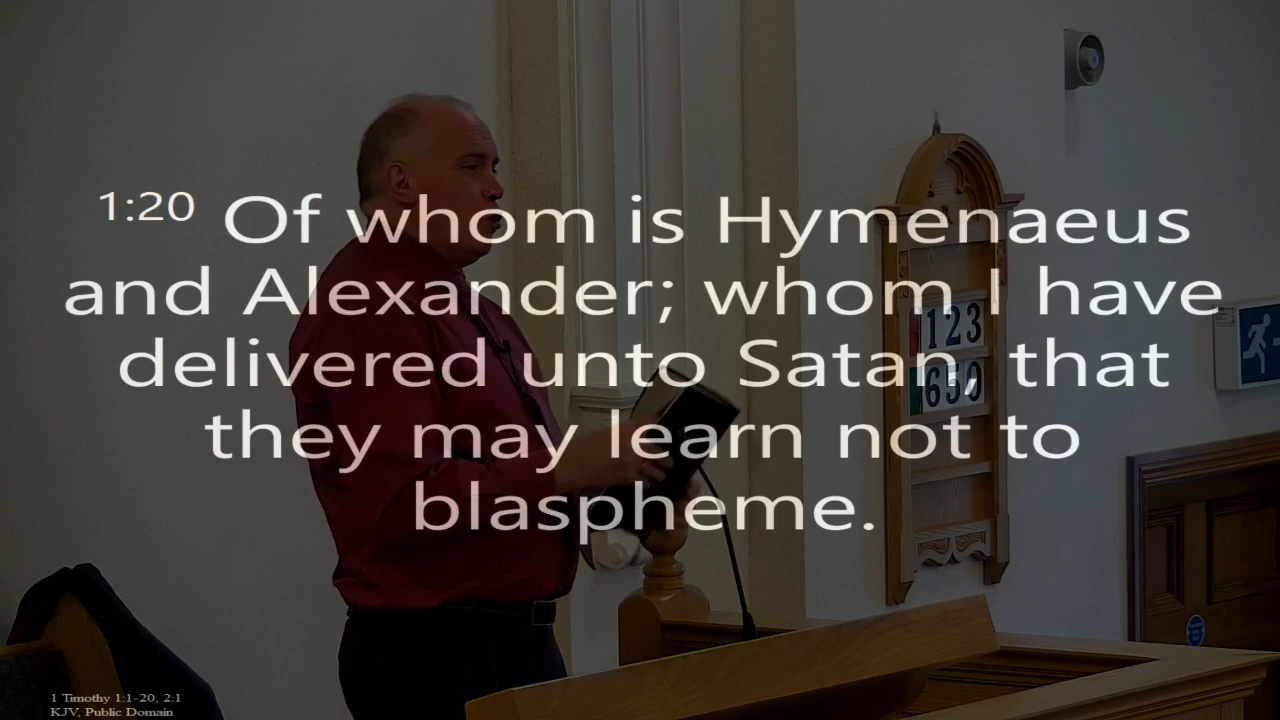 1:20 Of whom is Hymenaeus
and Alexander; whom I have
delivered unto Satan, that
they may learn not to
blaspheme.
123
650
1 Timothy 1:1-20, 2:1
KJV, Public Domain